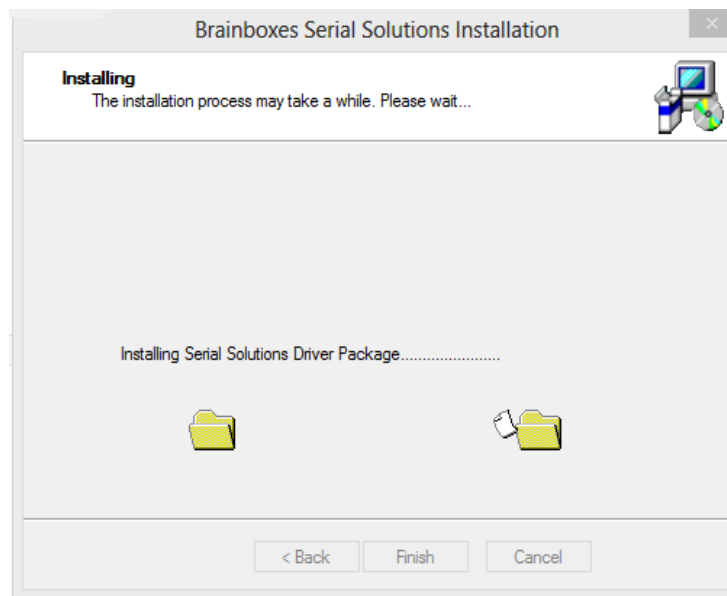 Brainboxes Serial Solutions Installation
Installing
The installation process may take a while. Please wait...
Installing Serial Solutions Driver Package.......................
< Back
Finish
Cancel